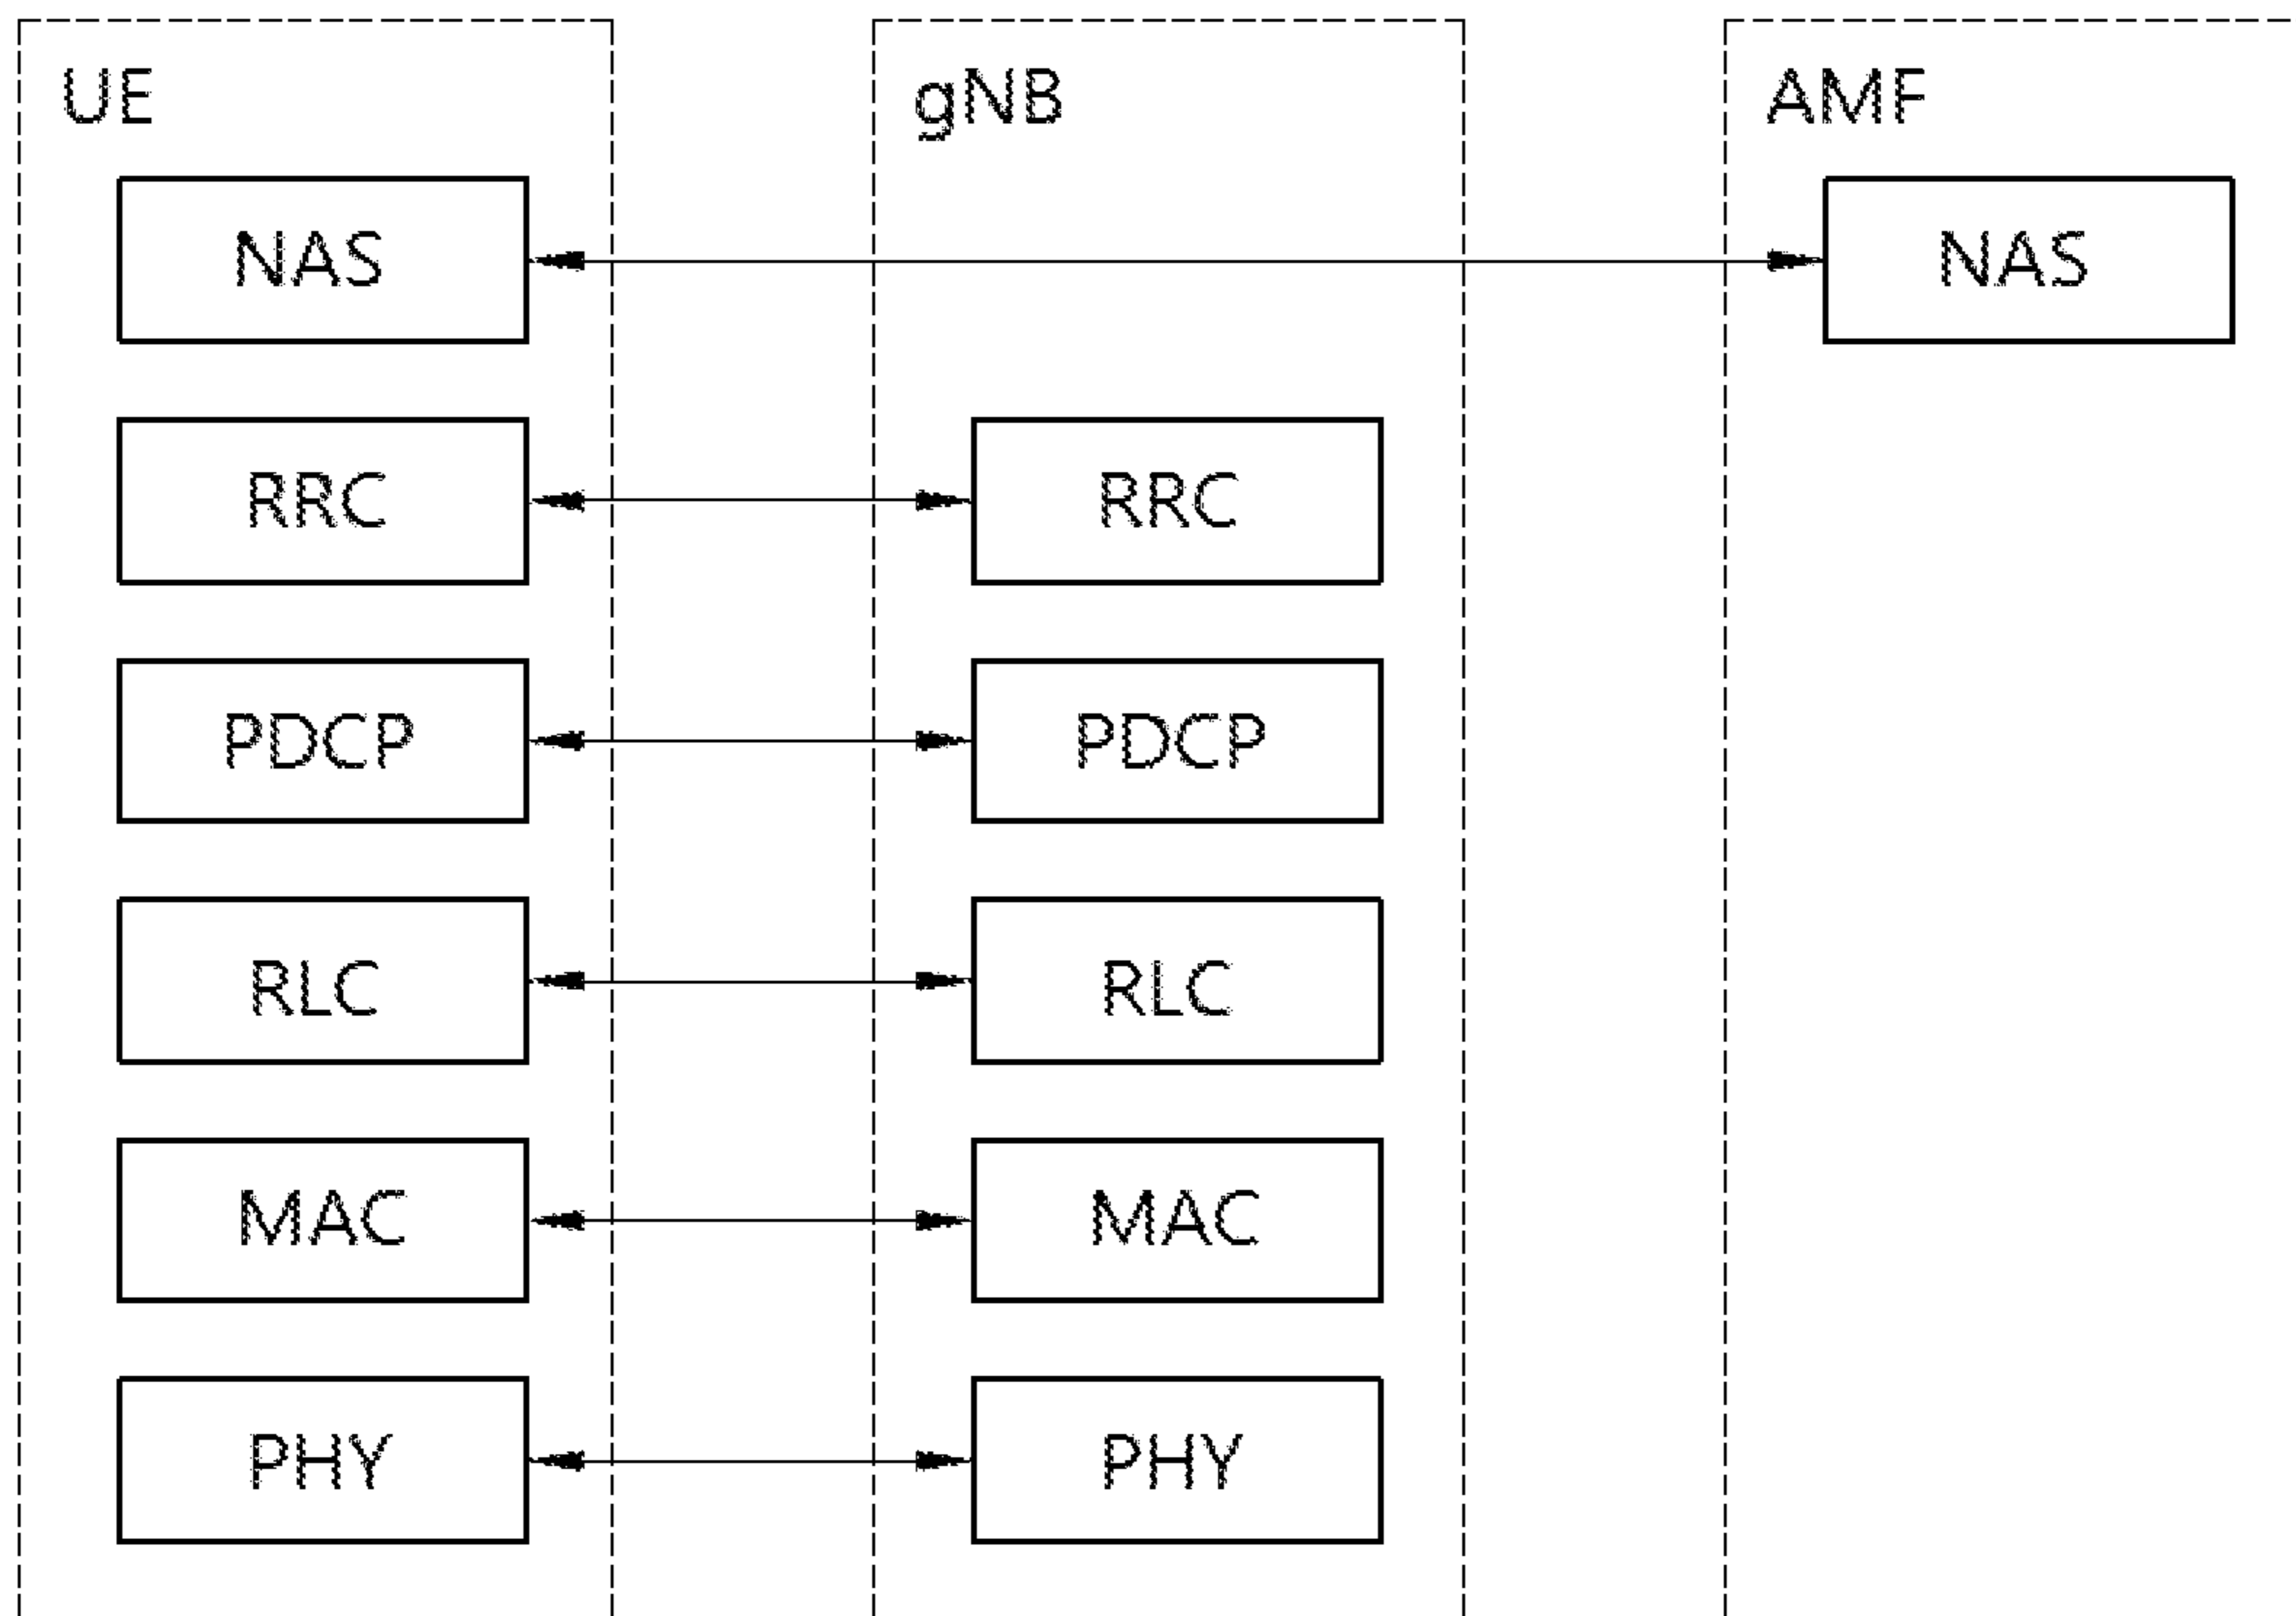 UE gNB AMF
NAS NAS
RRC RRC
PDCP PDCP
RLC RLC
MAC MAC
PHY PHY